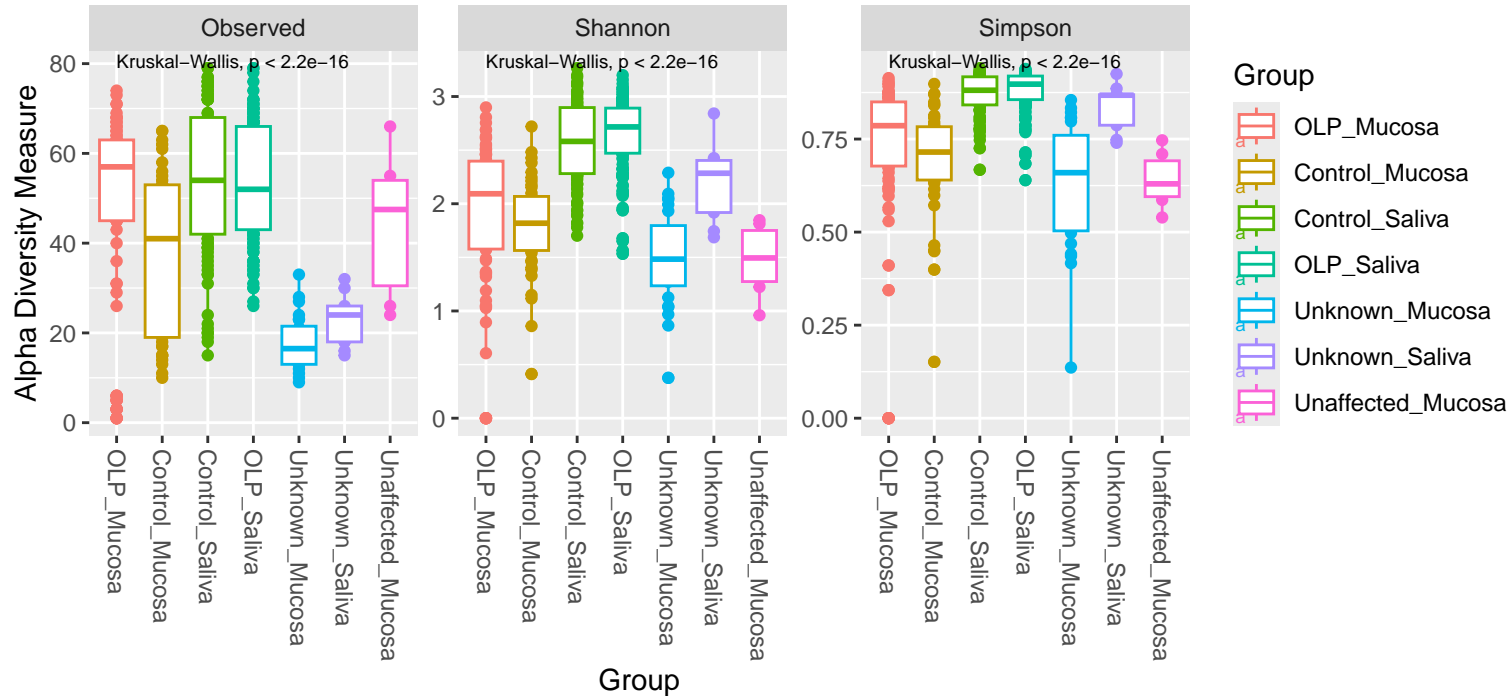 Observed
Shannon
Simpson
Kruskal−Wallis, p < 2.2e−16
Kruskal−Wallis, p < 2.2e−16
Kruskal−Wallis, p < 2.2e−16
Alpha Diversity Measure
80
60
40
20
0
3
2
1
0
0.75
0.50
0.25
0.00
OLP_Mucosa
Control_Mucosa
Control_Saliva
OLP_Saliva
Unknown_Mucosa
Unknown_Saliva
Unaffected_Mucosa
OLP_Mucosa
Control_Mucosa
Control_Saliva
OLP_Saliva
Unknown_Mucosa
Unknown_Saliva
Unaffected_Mucosa
OLP_Mucosa
Control_Mucosa
Control_Saliva
OLP_Saliva
Unknown_Mucosa
Unknown_Saliva
Unaffected_Mucosa
Group
Group
a OLP_Mucosa
a Control_Mucosa
a Control_Saliva
a OLP_Saliva
a Unknown_Mucosa
a Unknown_Saliva
a Unaffected_Mucosa